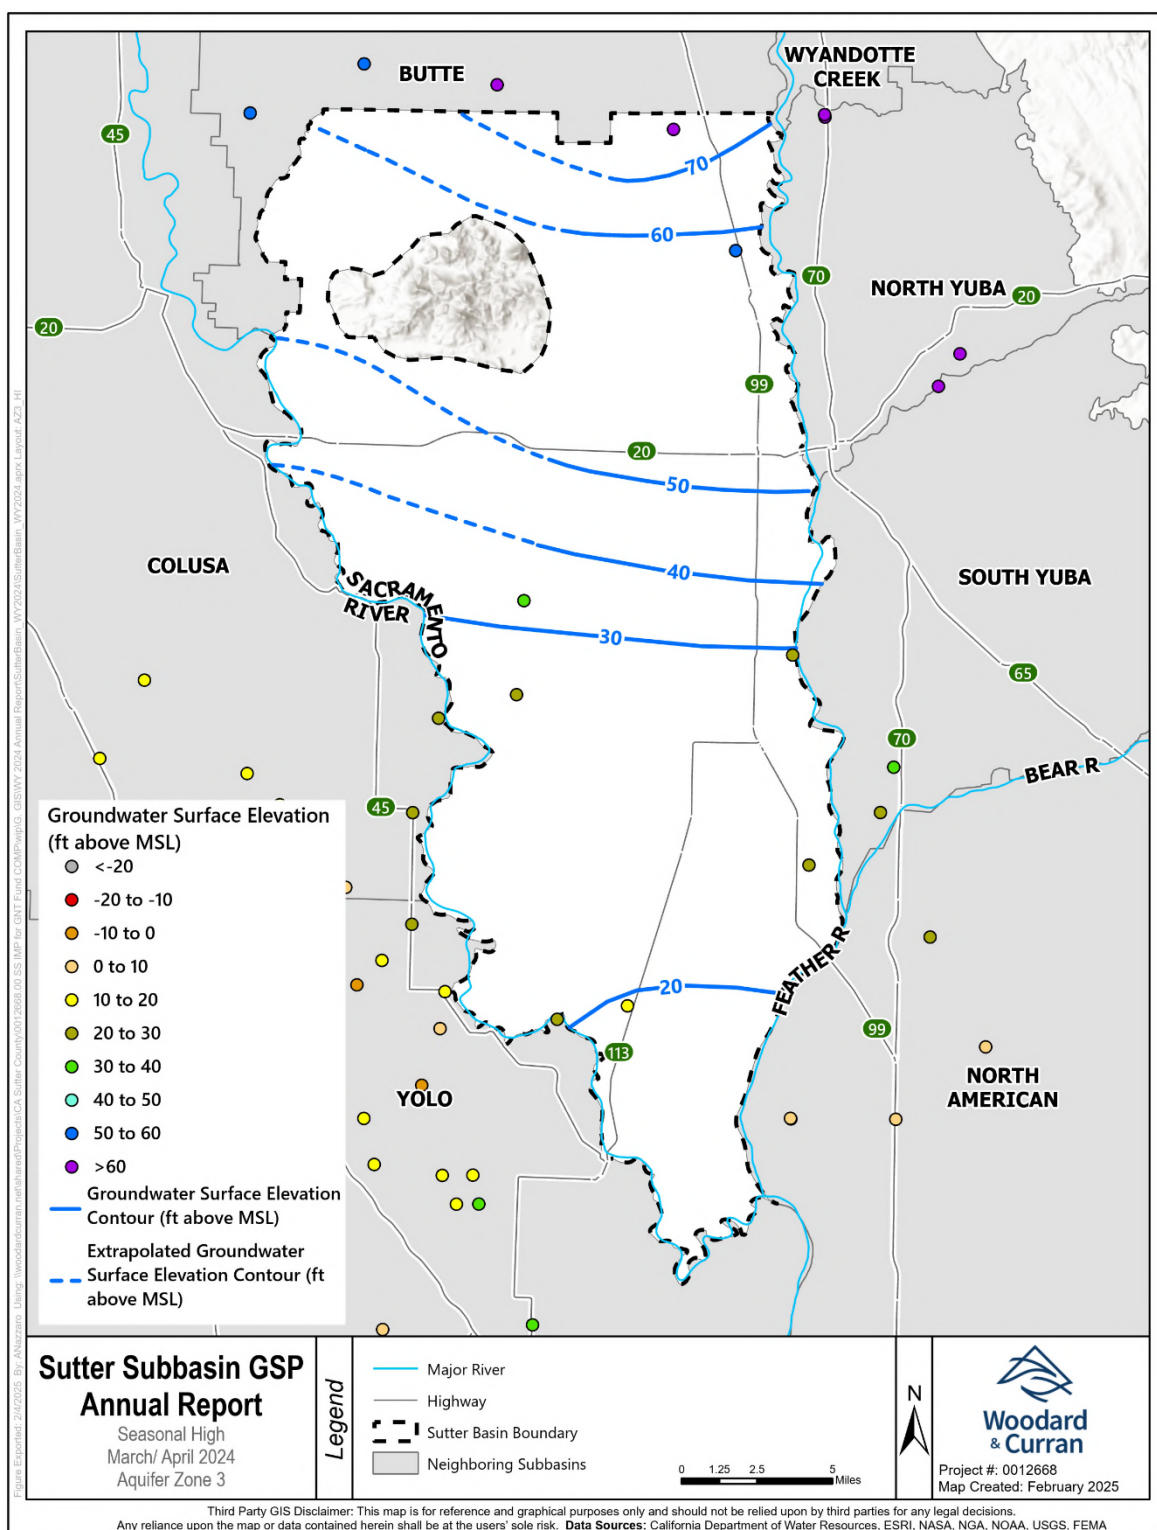 BUTTE
WYANDOTTE
CREEK
45
70
60
70
NORTH YUBA
20
20
99
20
50
COLUSA
40
SOUTH YUBA
SACRAMENTO
RIVER
30
65
70
BEAR R
45
Groundwater Surface Elevation
(ft above MSL)
<-20
-20 to -10
-10 to 0
0 to 10
10 to 20
20 to 30
30 to 40
40 to 50
50 to 60
>60
Groundwater Surface Elevation
Contour (ft above MSL)
Extrapolated Groundwater
Surface Elevation Contour (ft
above MSL)
FEATHER R
20
99
113
YOLO
NORTH
AMERICAN
Sutter Subbasin GSP
Annual Report
Seasonal High
March/ April 2024
Aquifer Zone 3
Legend
Major River
Highway
Sutter Basin Boundary
Neighboring Subbasins
N
0 1.25 2.5 5
Miles
Woodard
& Curran
Project #: 0012668
Map Created: February 2025
Third Party GIS Disclaimer: This map is for reference and graphical purposes only and should not be relied upon by third parties for any legal decisions.
Any reliance upon the map or data contained herein shall be at the users' sole risk. Data Sources: California Department of Water Resources, ESRI, NASA, NGA, NOAA, USGS, FEMA